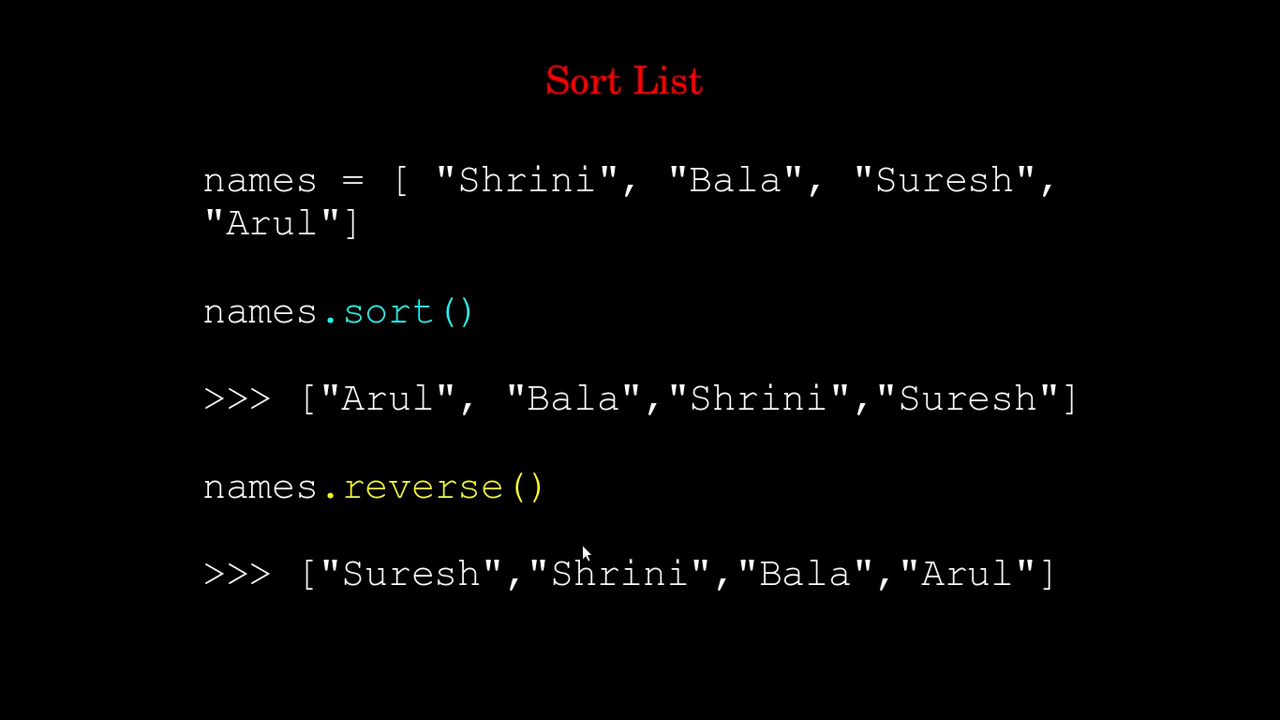 Sort List
names = [ "Shrini", "Bala", "Suresh",
"Arul"]
names.sort()
>>> ["Arul", "Bala","Shrini","Suresh"]
names.reverse()
>>> ["Suresh","Shrini","Bala","Arul"]